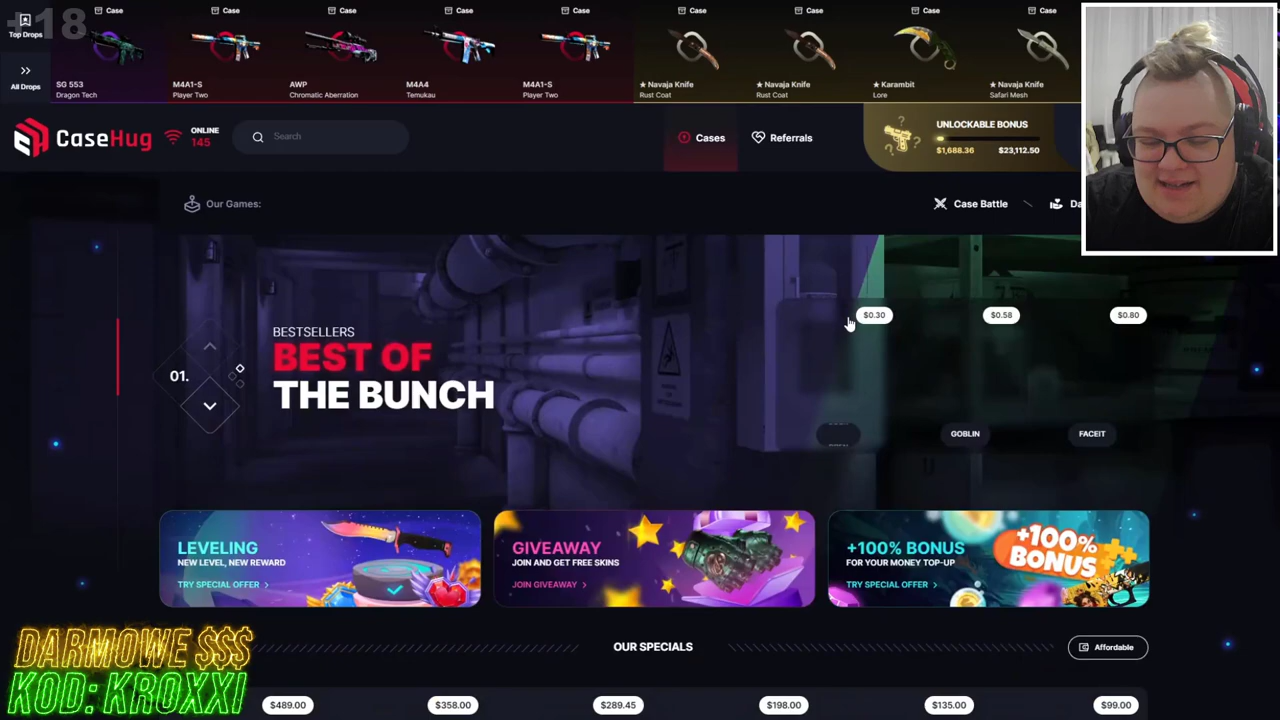 +18
Top Drops
All Drops
Case
SG 553
Dragon Tech
Case
M4A1-S
Player Two
Case
AWP
Chromatic Aberration
Case
M4A4
Temukau
Case
M4A1-S
Player Two
Case
★ Navaja Knife
Rust Coat
Case
★ Navaja Knife
Rust Coat
Case
★ Karambit
Lore
Case
★ Navaja Knife
Safari Mesh
CaseHug
ONLINE
145
Search
Cases
Referrals
UNLOCKABLE BONUS
$1,688.36 $23,112.50
Our Games:
Case Battle
01.
BESTSELLERS
BEST OF
THE BUNCH
$0.30
$0.58
$0.80
GOBLIN
FACEIT
LEVELING
NEW LEVEL, NEW REWARD
TRY SPECIAL OFFER
GIVEAWAY
JOIN AND GET FREE SKINS
JOIN GIVEAWAY
+100% BONUS
FOR YOUR MONEY TOP-UP
TRY SPECIAL OFFER
+100%
BONUS
OUR SPECIALS
Affordable
DARMOWE $$$
KOD: KROXXI
$489.00
$358.00
$289.45
$198.00
$135.00
$99.00